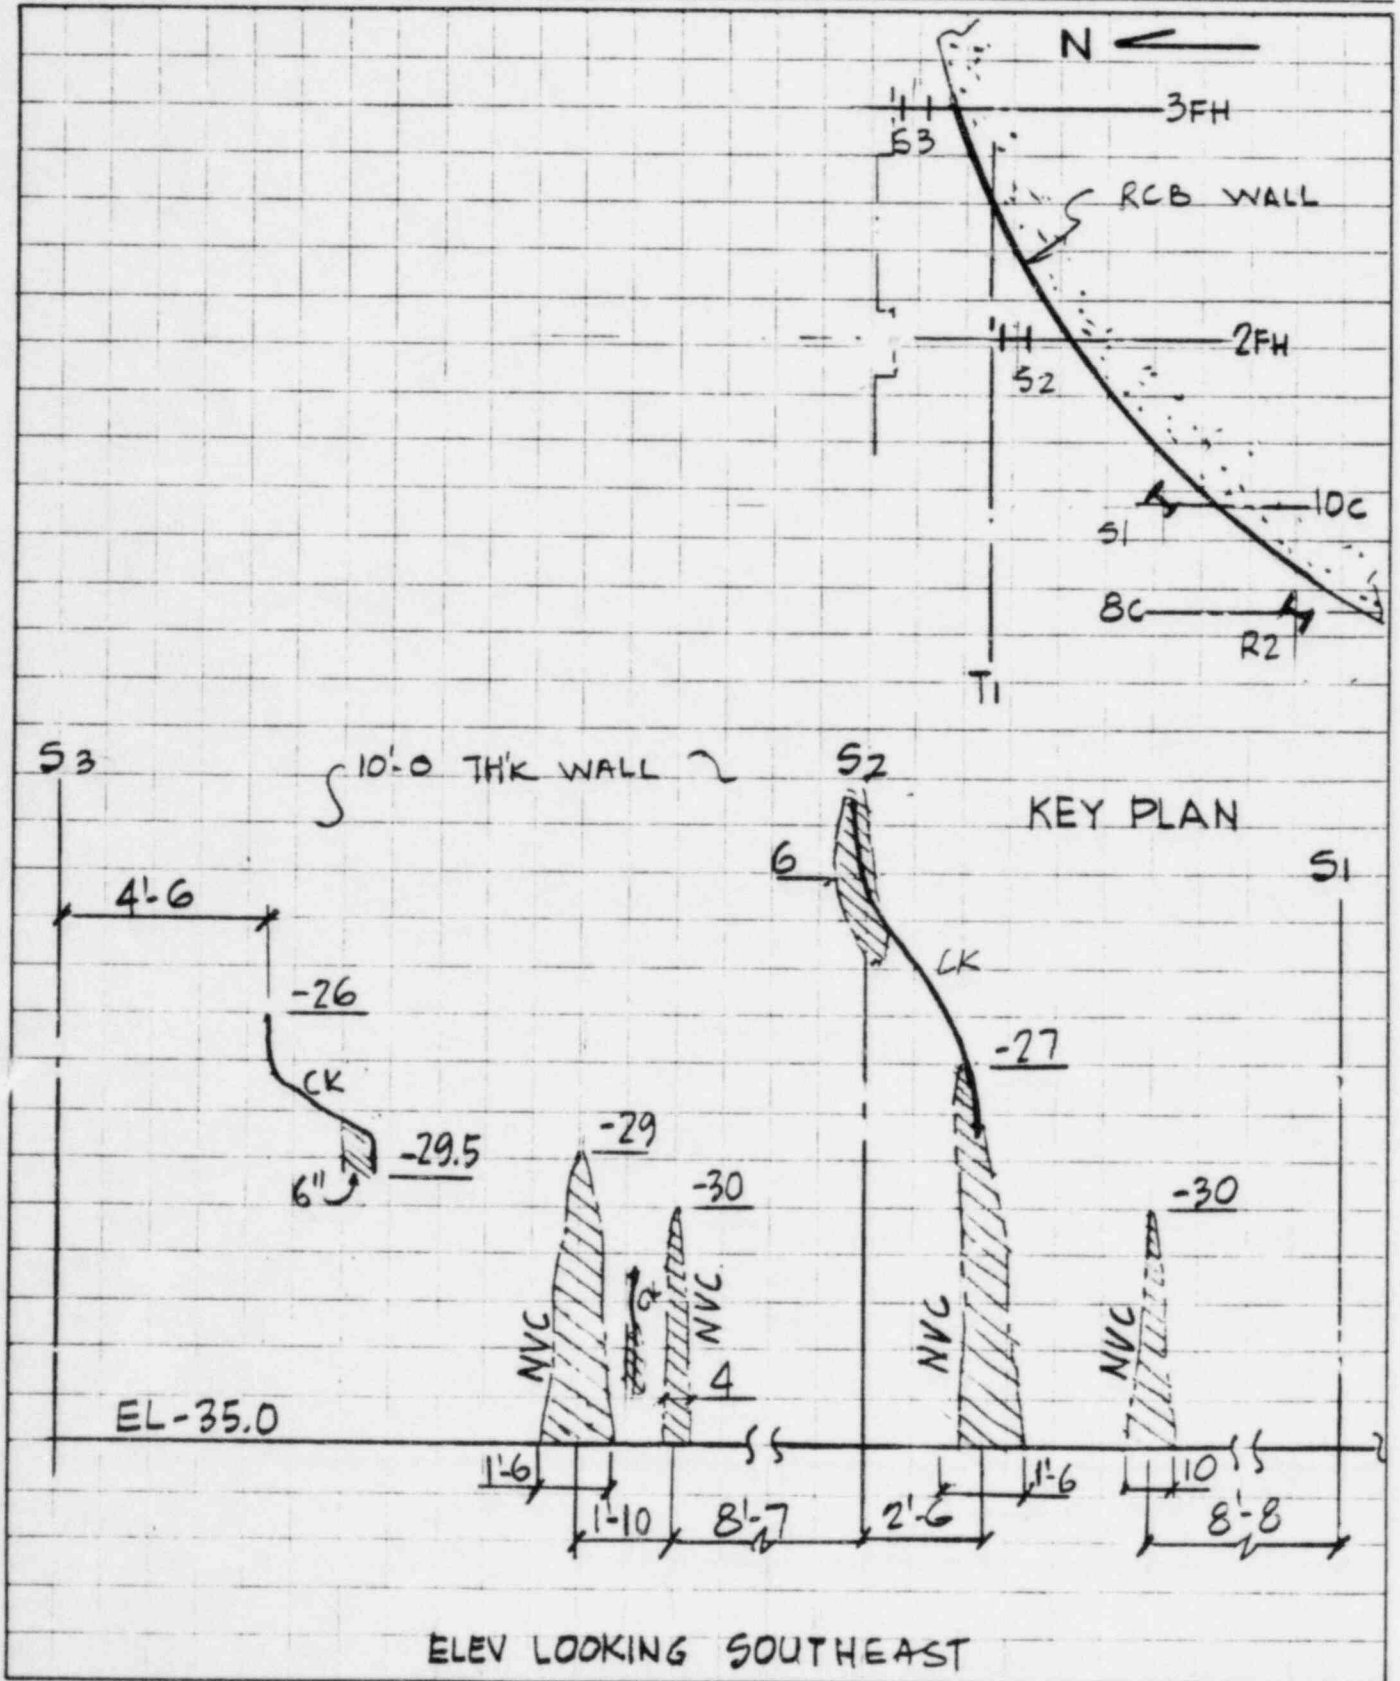 N
3FH
S3
RCB WALL
2FH
S2
10C
S1
8C
R2
T1
S3
10'-0 TH'K WALL
S2
KEY PLAN
6
S1
4'-6
CK
-26
CK
-27
-29
-29.5
6"
-30
-30
NVC
NVC
NVC
NVC
4
EL-35.0
1'-6
1'-6
10
1'-10
8'-7
2'-6
8'-8
ELEV LOOKING SOUTHEAST